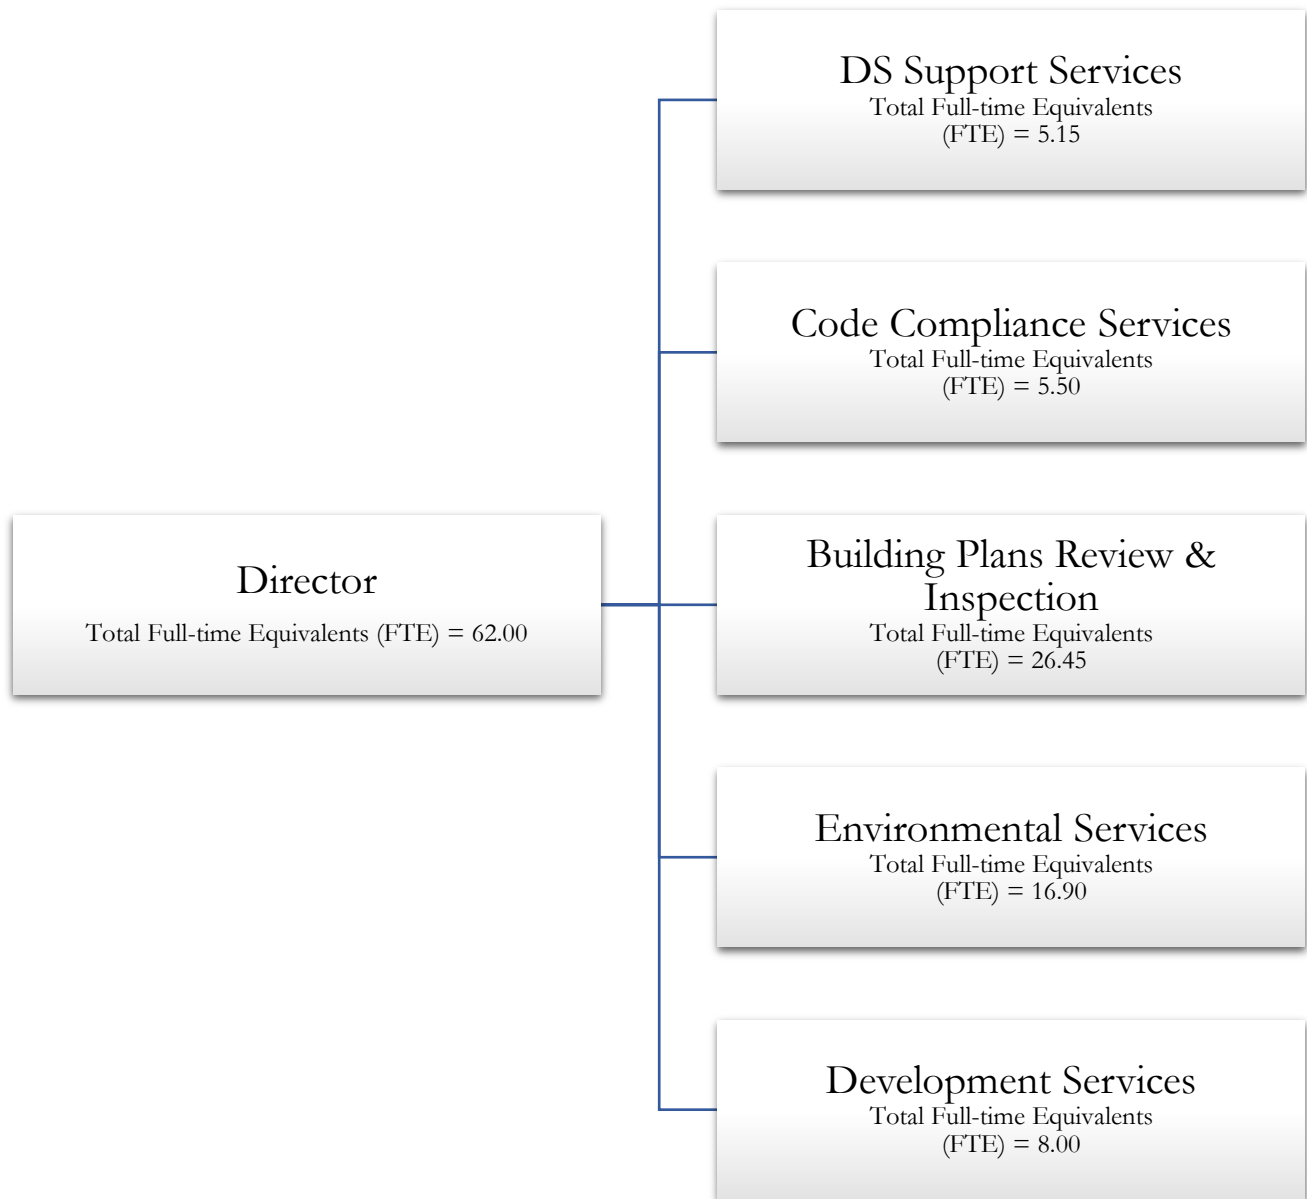 DS Support Services
Total Full-time Equivalents
(FTE) = 5.15
Code Compliance Services
Total Full-time Equivalents
(FTE) = 5.50
Director
Total Full-time Equivalents (FTE) = 62.00
Building Plans Review &
Inspection
Total Full-time Equivalents
(FTE) = 26.45
Environmental Services
Total Full-time Equivalents
(FTE) = 16.90
Development Services
Total Full-time Equivalents
(FTE) = 8.00